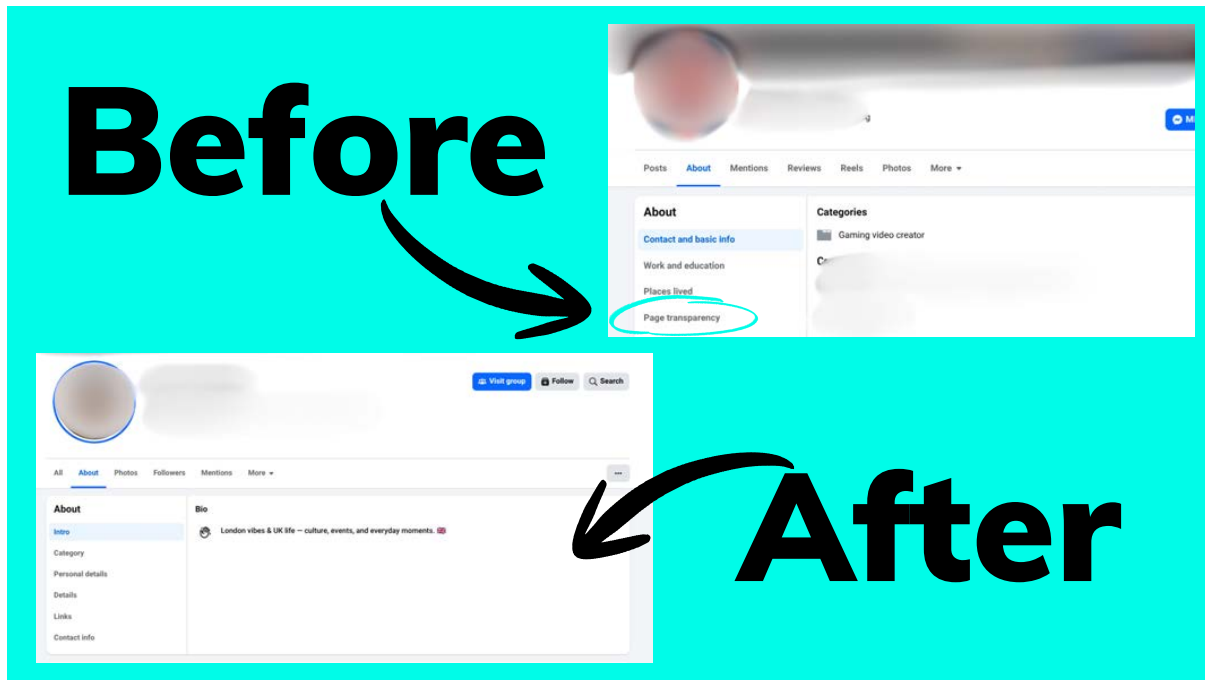 Before
Posts About Mentions Reviews Reels Photos More
About
Contact and basic info
Work and education
Places lived
Page transparency
Categories
Gaming video creator
Visit group Follow Search
All About Photos Followers Mentions More
About
Intro
Category
Personal details
Details
Links
Contact info
Bio
London vibes & UK life – culture, events, and everyday moments. 🇬🇧
After